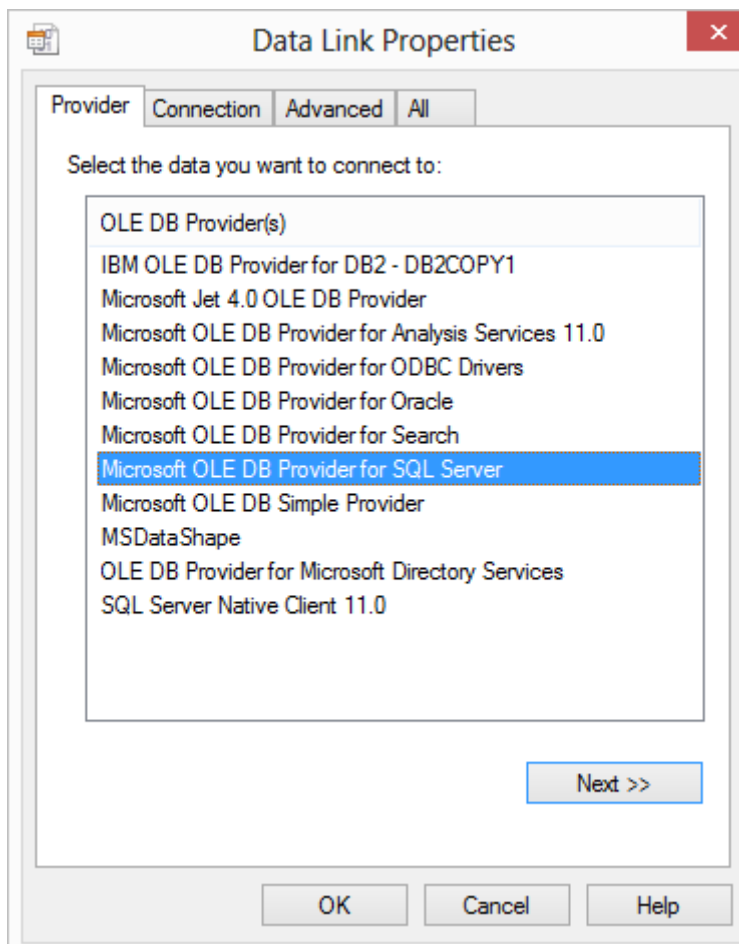 Data Link Properties
Provider Connection Advanced All
Select the data you want to connect to:
OLE DB Provider(s)
IBM OLE DB Provider for DB2 - DB2COPY1
Microsoft Jet 4.0 OLE DB Provider
Microsoft OLE DB Provider for Analysis Services 11.0
Microsoft OLE DB Provider for ODBC Drivers
Microsoft OLE DB Provider for Oracle
Microsoft OLE DB Provider for Search
Microsoft OLE DB Provider for SQL Server
Microsoft OLE DB Simple Provider
MSDataShape
OLE DB Provider for Microsoft Directory Services
SQL Server Native Client 11.0
Next >>
OK Cancel Help